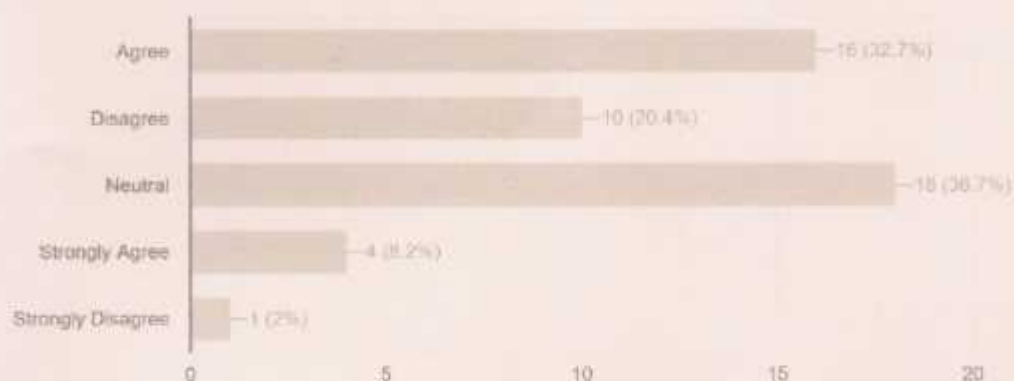 Agree 16 (32.7%)
Disagree 10 (20.4%)
Neutral 18 (36.7%)
Strongly Agree 4 (8.2%)
Strongly Disagree 1 (2%)
0 5 10 15 20